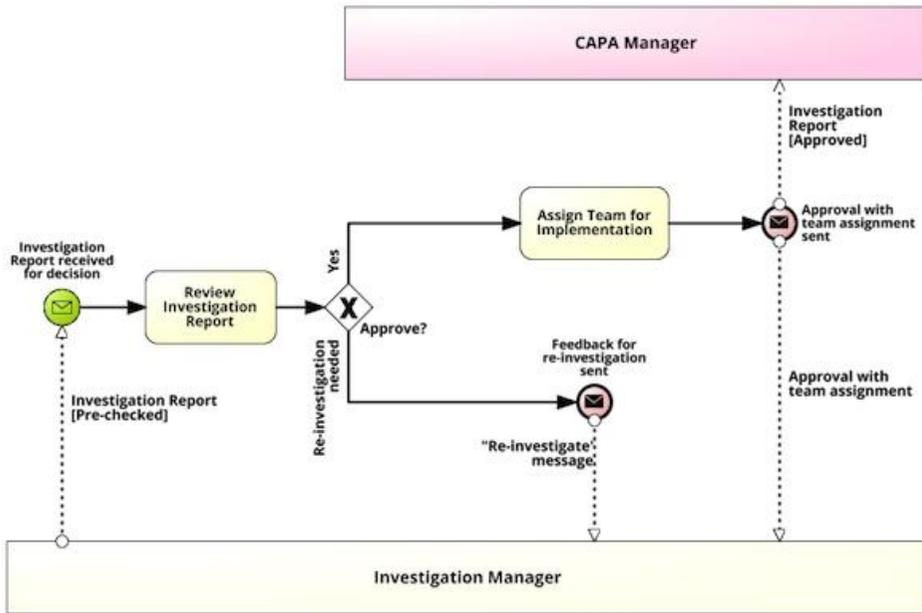 CAPA Manager
Investigation
Report
[Approved]
Assign Team for
Implementation
Approval with
team assignment
sent
Investigation
Report received
for decision
Yes
Review
Investigation
Report
X
Approve?
Re-investigation
needed
Feedback for
re-investigation
sent
Investigation Report
[Pre-checked]
Approval with
team assignment
"Re-investigate"
message
Investigation Manager